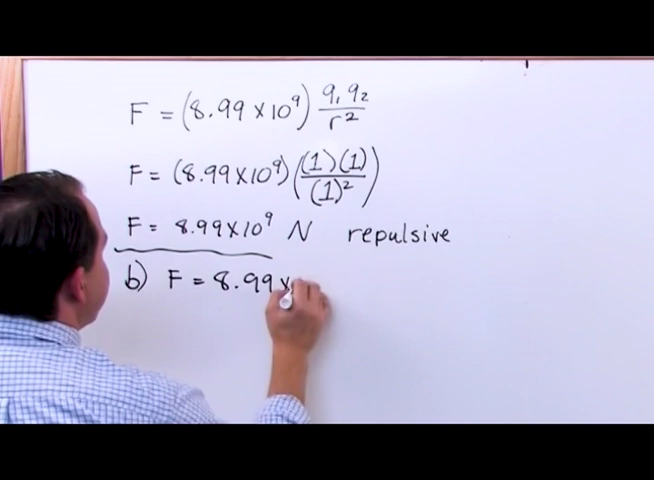 F = (8.99 × 10⁹) q₁ q₂ / r²
F = (8.99×10⁹) ((1)(1) / (1)²)
F = 8.99×10⁹ N repulsive
b) F = 8.99×